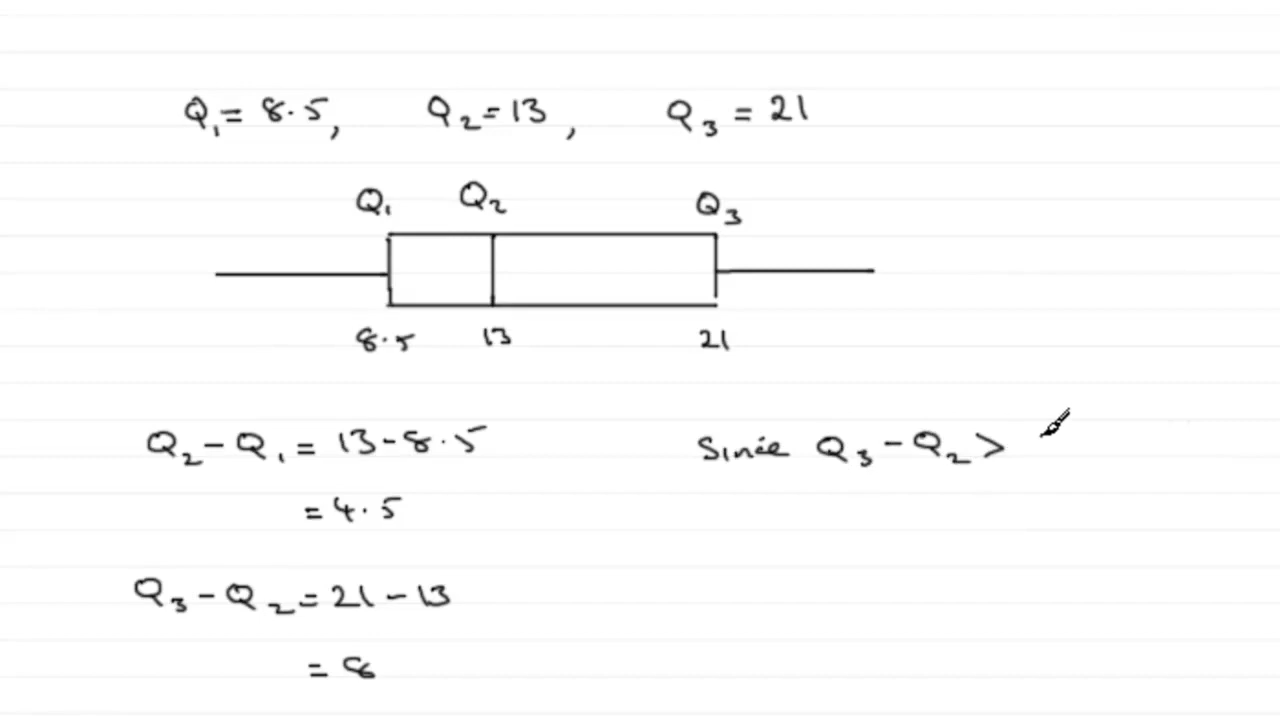 Q₁ = 8.5, Q₂ = 13, Q₃ = 21
Q₁ Q₂ Q₃
8.5 13 21
Q₂ - Q₁ = 13 - 8.5 Since Q₃ - Q₂ >
= 4.5
Q₃ - Q₂ = 21 - 13
= 8